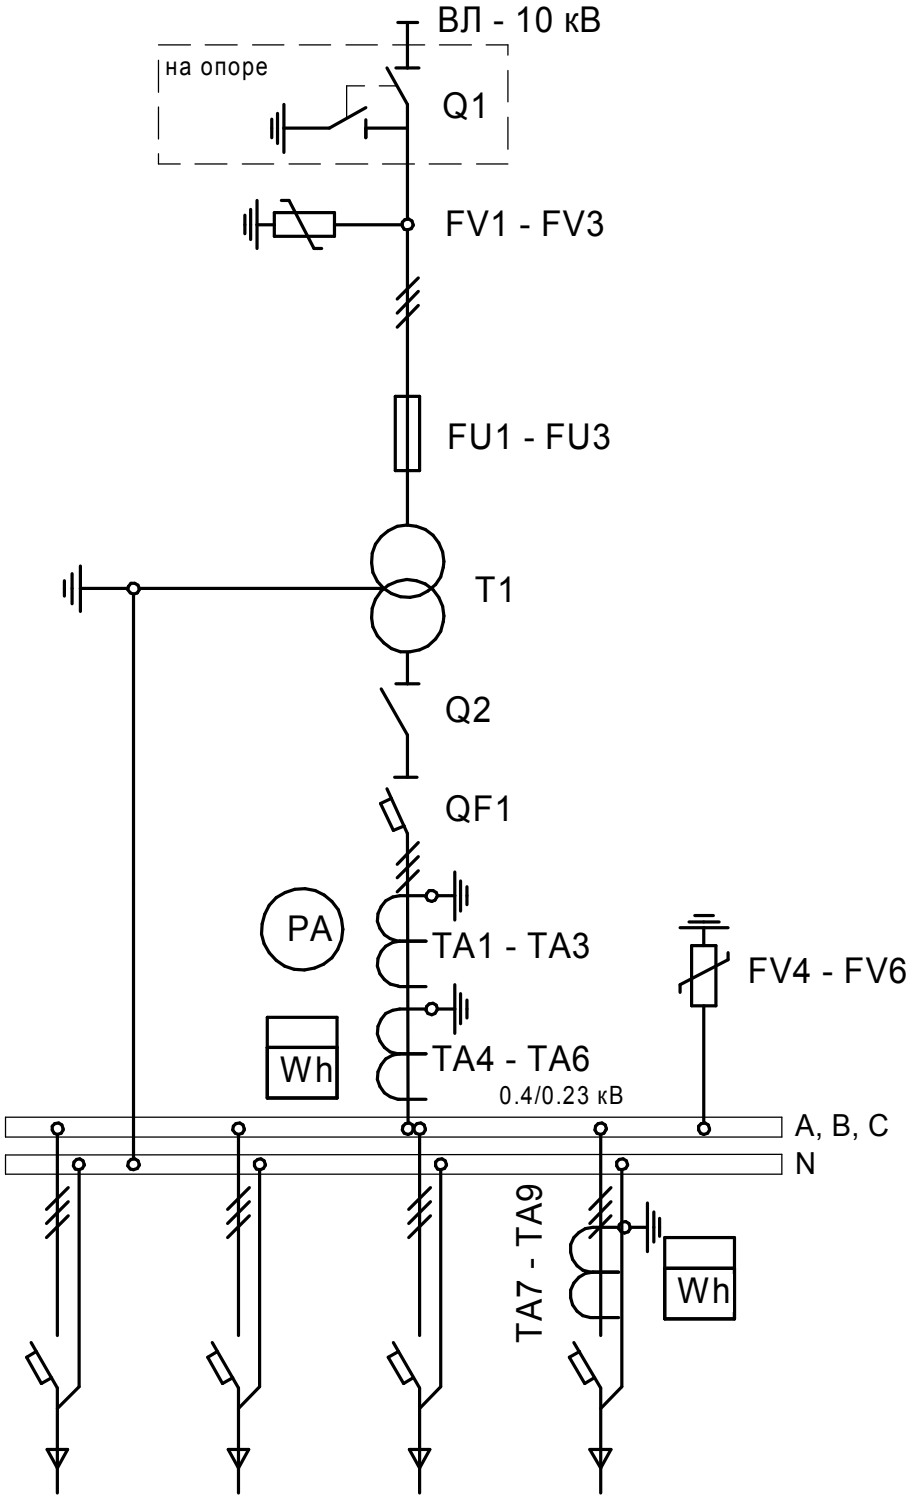 ВЛ - 10 кВ
на опоре
Q1
FV1 - FV3
FU1 - FU3
T1
Q2
QF1
PA
TA1 - TA3
FV4 - FV6
Wh
TA4 - TA6
0.4/0.23 кВ
A, B, C
N
TA7 - TA9
Wh